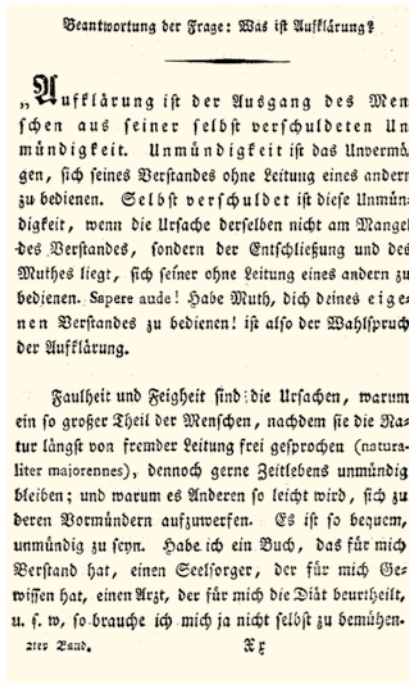 Beantwortung der Frage: Was iſt Aufklärung?
„Aufklärung iſt der Ausgang des Men
ſchen aus ſeiner ſelbſt verſchuldeten Un
mündigkeit. Unmündigkeit iſt das Unvermö
gen, ſich ſeines Verſtandes ohne Leitung eines andern
zu bedienen. Selbſt verſchuldet iſt dieſe Unmün⸗
digkeit, wenn die Urſache derſelben nicht am Mangel
des Verſtandes, ſondern der Entſchließung und des
Muthes liegt, ſich ſeiner ohne Leitung eines andern zu
bedienen. Sapere aude! Habe Muth, dich deines eige⸗
nen Verſtandes zu bedienen! iſt alſo der Wahlſpruch
der Aufklärung.
Faulheit und Feigheit ſind die Urſachen, warum
ein ſo großer Theil der Menſchen, nachdem ſie die Na⸗
tur längſt von fremder Leitung frei geſprochen (natura-
liter majorennes), dennoch gerne Zeitlebens unmündig
bleiben; und warum es Anderen ſo leicht wird, ſich zu
deren Vormündern aufzuwerfen. Es iſt ſo bequem,
unmündig zu ſeyn. Habe ich ein Buch, das für mich
Verſtand hat, einen Seelſorger, der für mich Ge⸗
wiſſen hat, einen Arzt, der für mich die Diät beurtheilt,
u. ſ. w, ſo brauche ich mich ja nicht ſelbſt zu bemühen.
2ter Band. Xx